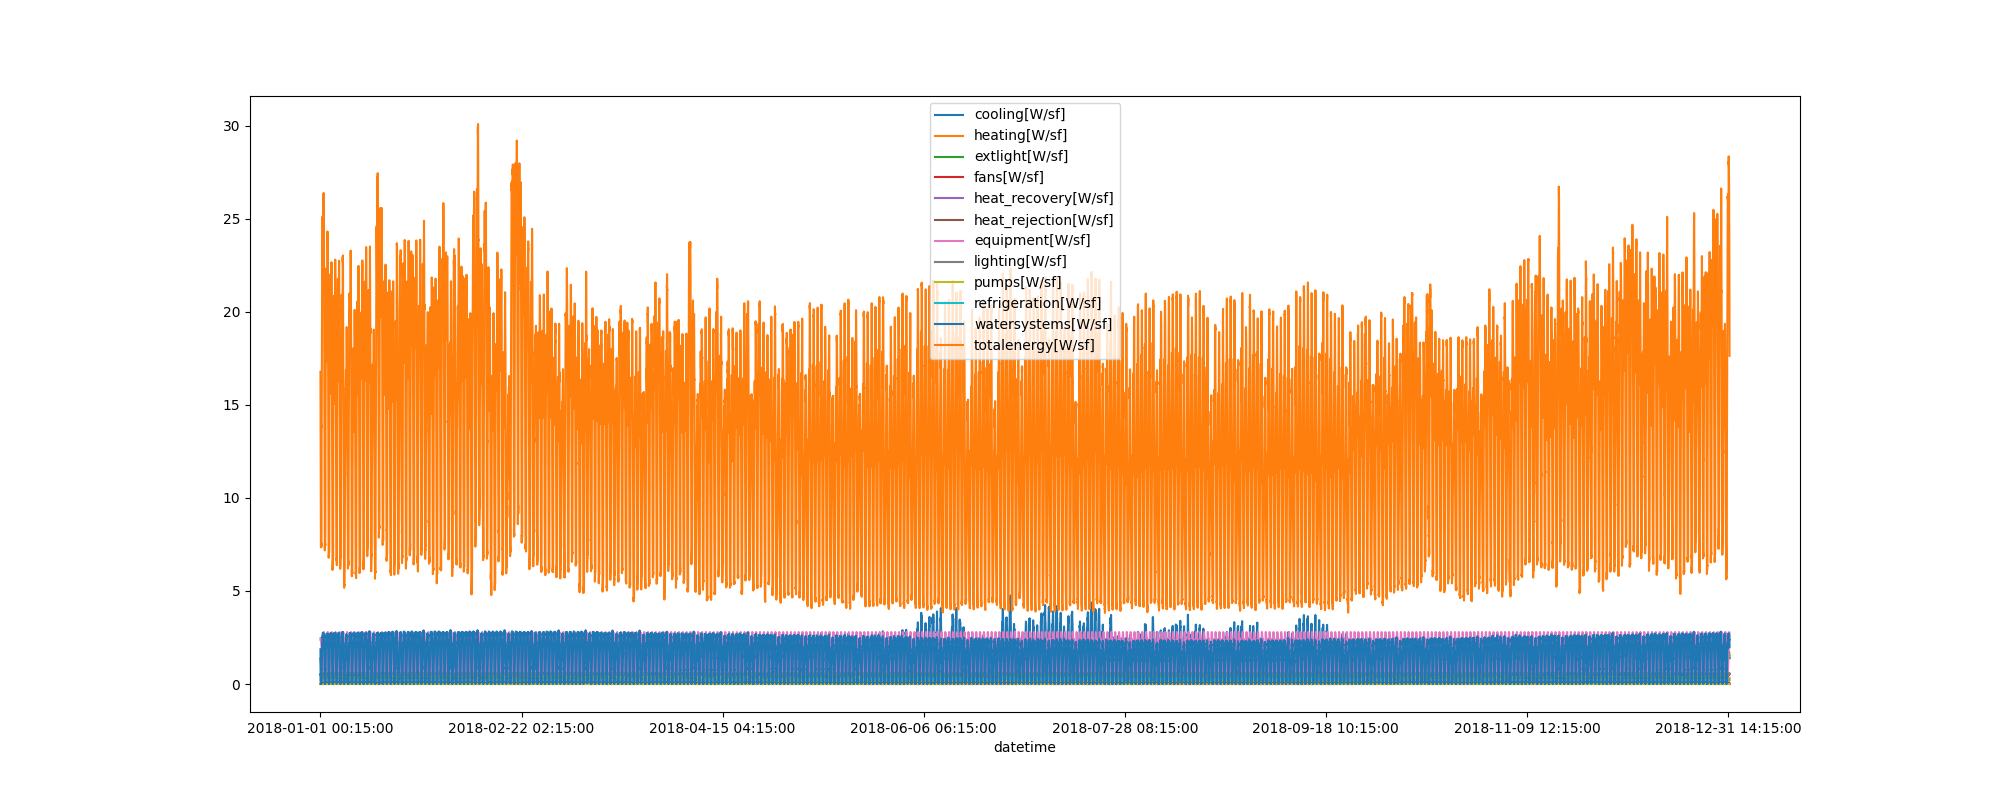 30
25
20
15
10
5
0
cooling[W/sf]
heating[W/sf]
extlight[W/sf]
fans[W/sf]
heat_recovery[W/sf]
heat_rejection[W/sf]
equipment[W/sf]
lighting[W/sf]
pumps[W/sf]
refrigeration[W/sf]
watersystems[W/sf]
totalenergy[W/sf]
2018-01-01 00:15:00 2018-02-22 02:15:00 2018-04-15 04:15:00 2018-06-06 06:15:00 2018-07-28 08:15:00 2018-09-18 10:15:00 2018-11-09 12:15:00 2018-12-31 14:15:00
datetime